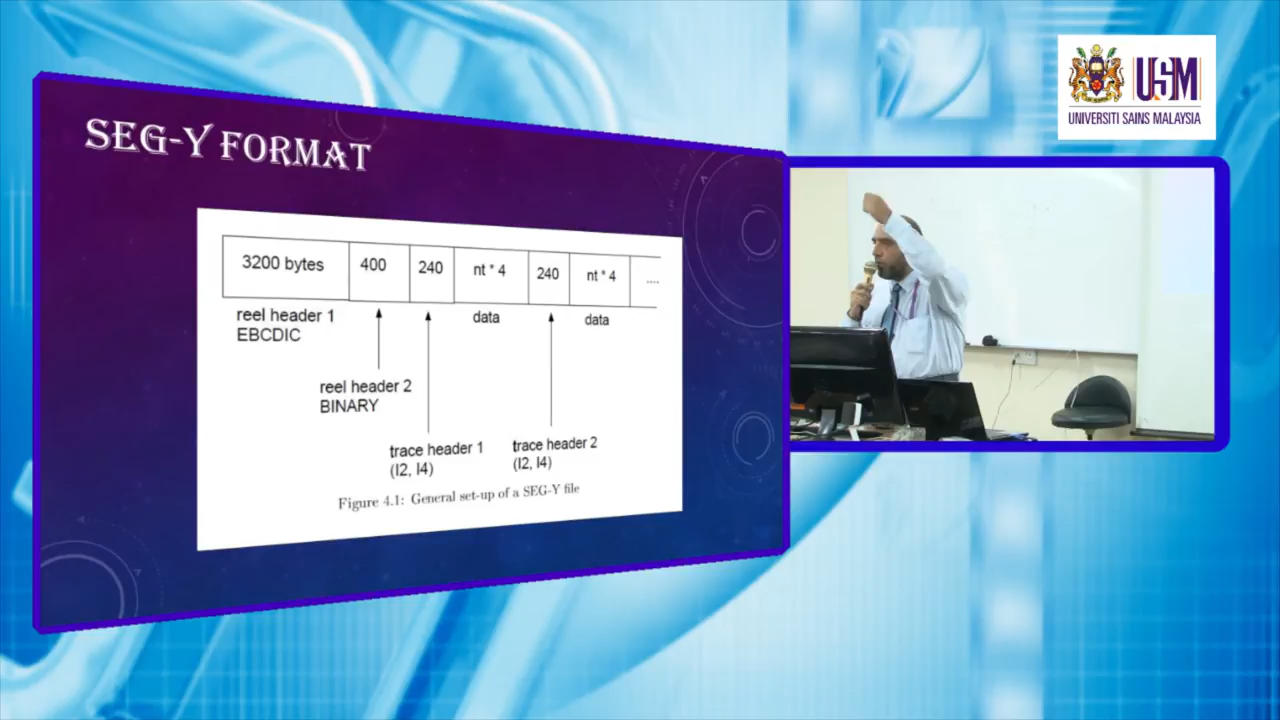 USM
UNIVERSITI SAINS MALAYSIA
SEG-Y FORMAT
3200 bytes 400 240 nt * 4 240 nt * 4 ....
reel header 1
EBCDIC
data
data
reel header 2
BINARY
trace header 1
(I2, I4)
trace header 2
(I2, I4)
Figure 4.1: General set-up of a SEG-Y file